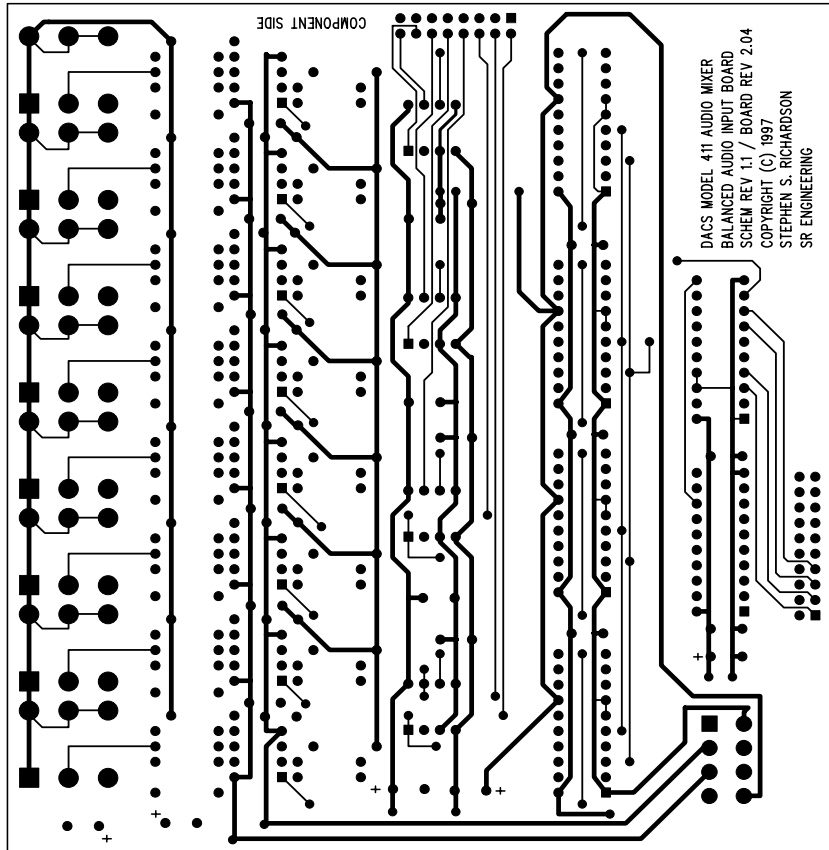 COMPONENT SIDE
DACS MODEL 411 AUDIO MIXER
BALANCED AUDIO INPUT BOARD
SCHEM REV 1.1 / BOARD REV 2.04
COPYRIGHT (C) 1997
STEPHEN S. RICHARDSON
SR ENGINEERING